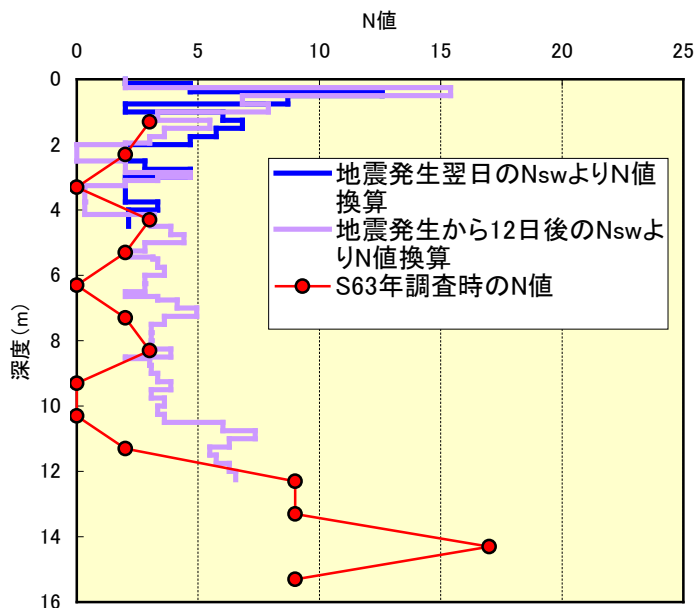 N値
0 5 10 15 20 25
0
2
4
6
8
10
12
14
16
深度(m)
地震発生翌日のNswよりN値
換算
地震発生から12日後のNswよ
りN値換算
S63年調査時のN値